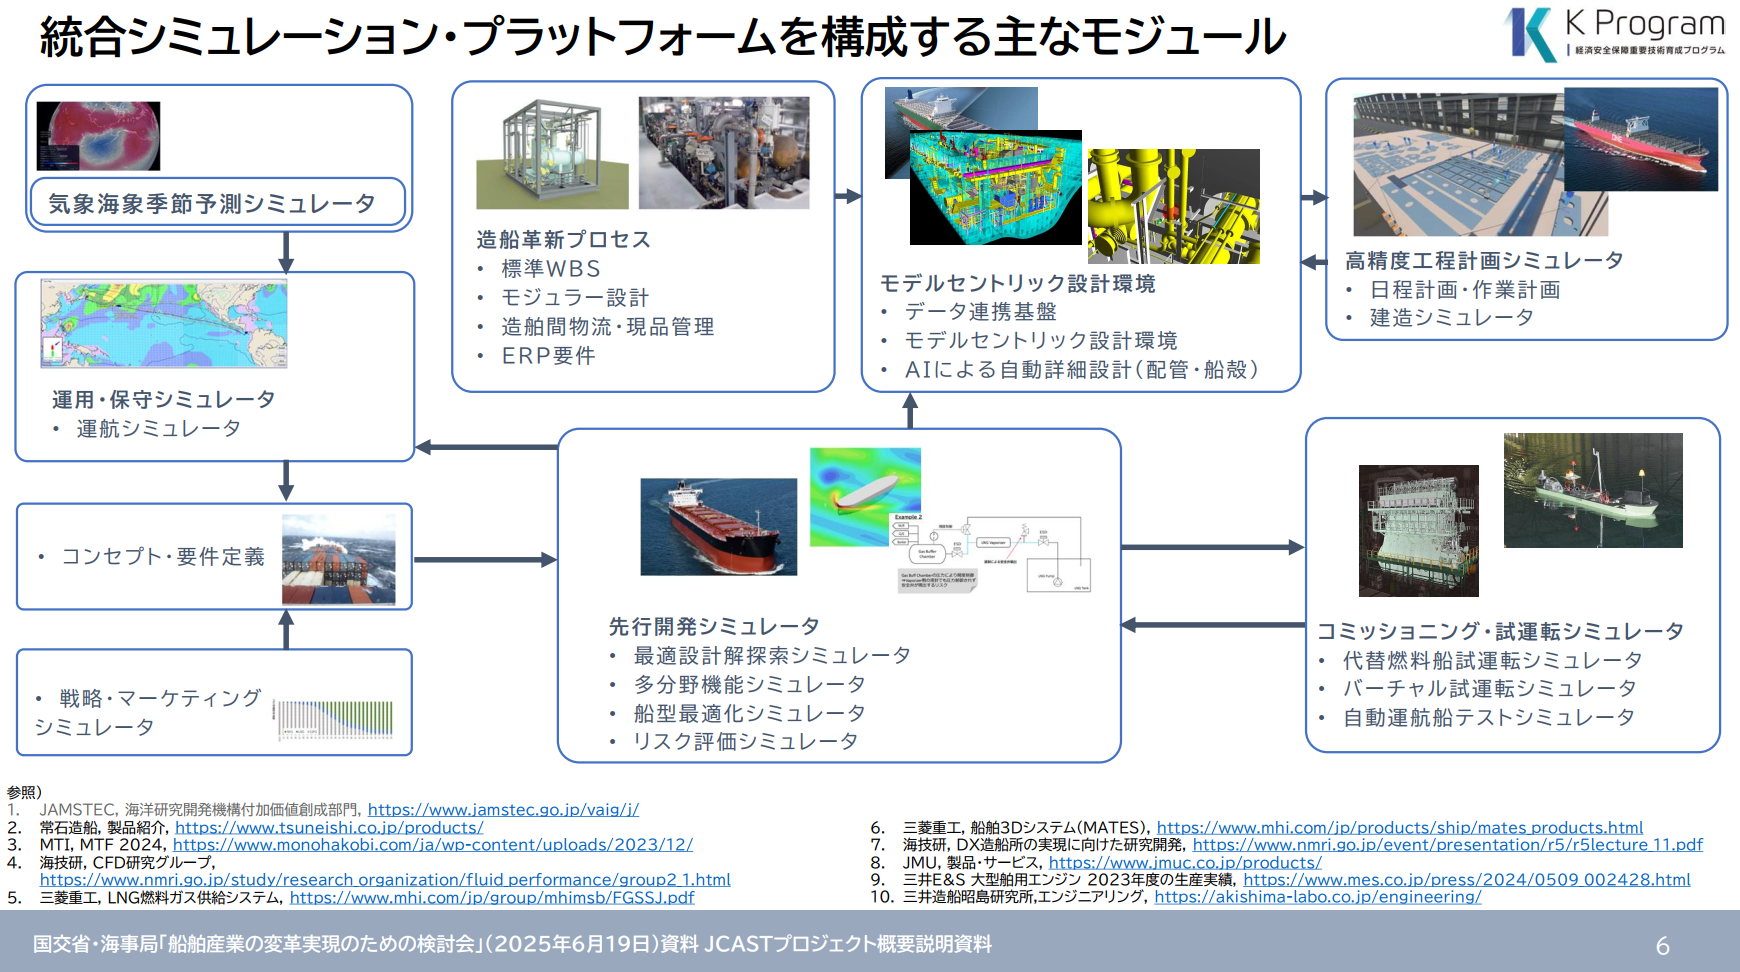 統合シミュレーション・プラットフォームを構成する主なモジュール
K Program
経済安全保障重要技術育成プログラム
気象海象季節予測シミュレータ
運用・保守シミュレータ
• 運航シミュレータ
• コンセプト・要件定義
• 戦略・マーケティング
シミュレータ
造船革新プロセス
• 標準WBS
• モジュラー設計
• 造舶間物流・現品管理
• ERP要件
モデルセントリック設計環境
• データ連携基盤
• モデルセントリック設計環境
• AIによる自動詳細設計(配管・船殻)
高精度工程計画シミュレータ
• 日程計画・作業計画
• 建造シミュレータ
Example 2
Gas Buffer
Chamber
ESD
LNG Vaporizer
ESD
LNG Pump
LNG Tank
先行開発シミュレータ
• 最適設計解探索シミュレータ
• 多分野機能シミュレータ
• 船型最適化シミュレータ
• リスク評価シミュレータ
コミッショニング・試運転シミュレータ
• 代替燃料船試運転シミュレータ
• バーチャル試運転シミュレータ
• 自動運航船テストシミュレータ
参照)
1. JAMSTEC, 海洋研究開発機構付加価値創成部門, https://www.jamstec.go.jp/vaig/j/
2. 常石造船, 製品紹介, https://www.tsuneishi.co.jp/products/
3. MTI, MTF 2024, https://www.monohakobi.com/ja/wp-content/uploads/2023/12/
4. 海技研, CFD研究グループ,
https://www.nmri.go.jp/study/research_organization/fluid_performance/group2_1.html
5. 三菱重工, LNG燃料ガス供給システム, https://www.mhi.com/jp/group/mhimsb/FGSSJ.pdf
6. 三菱重工, 船舶3Dシステム(MATES), https://www.mhi.com/jp/products/ship/mates_products.html
7. 海技研, DX造船所の実現に向けた研究開発, https://www.nmri.go.jp/event/presentation/r5/r5lecture_11.pdf
8. JMU, 製品・サービス, https://www.jmuc.co.jp/products/
9. 三井E&S 大型舶用エンジン 2023年度の生産実績, https://www.mes.co.jp/press/2024/0509_002428.html
10. 三井造船昭島研究所,エンジニアリング, https://akishima-labo.co.jp/engineering/
国交省・海事局「船舶産業の変革実現のための検討会」(2025年6月19日)資料 JCASTプロジェクト概要説明資料
6